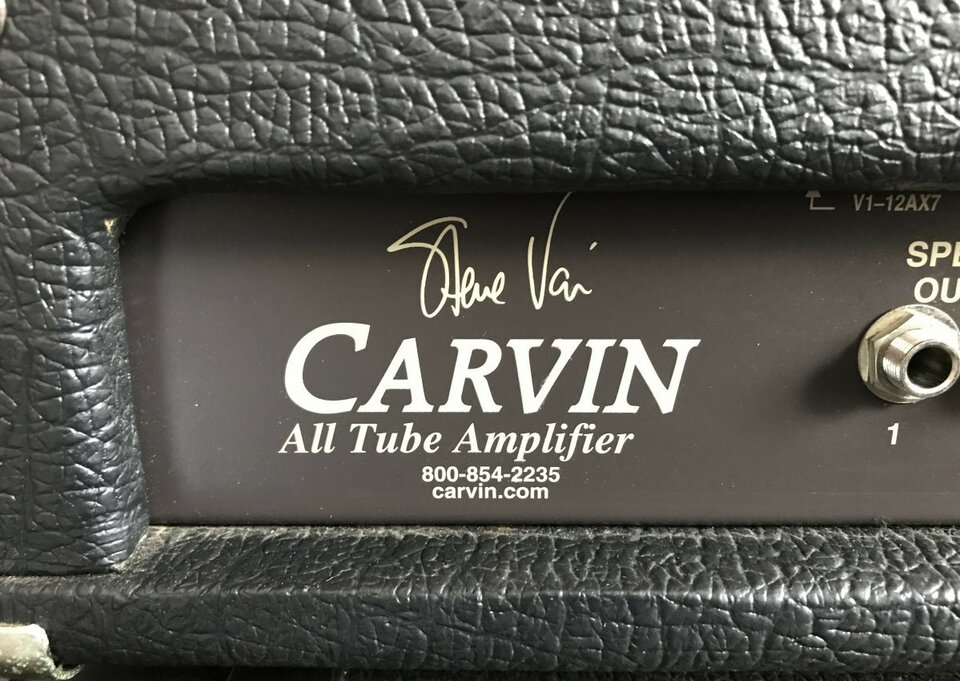 Steve Vai
CARVIN
All Tube Amplifier
800-854-2235
carvin.com
V1-12AX7
1